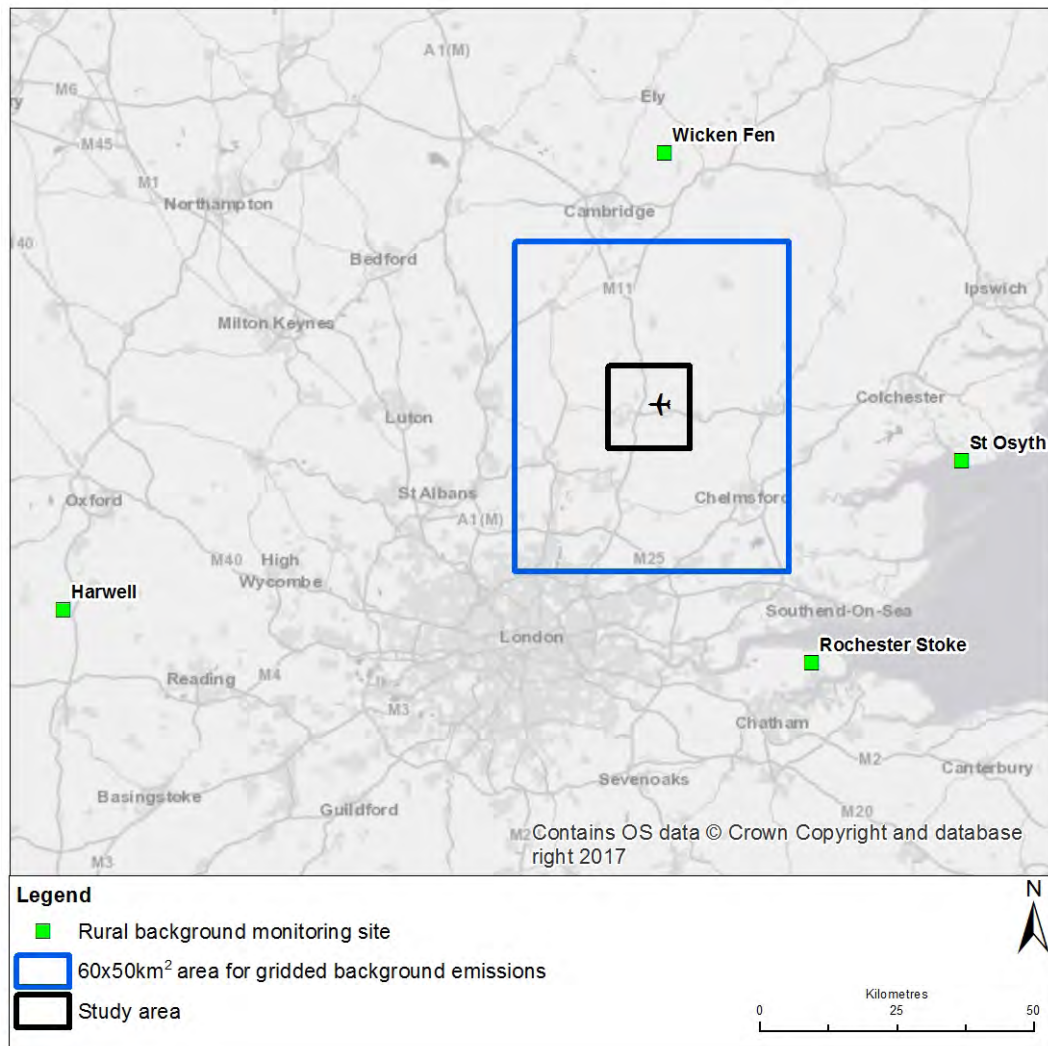 A1(M)
M6
Ely
ry
Wicken Fen
M45
M1
Northampton
Cambridge
140
Bedford
M11
Ipswich
Milton Keynes
Luton
Colchester
St Osyth
St Albans
Chelmsford
Oxford
A1(M)
M40
High
Wycombe
M25
Harwell
Southend-On-Sea
London
Rochester Stoke
Reading
M4
M3
Chatham
M2
Sevenoaks
Canterbury
Basingstoke
Guildford
M20
M2
Contains OS data © Crown Copyright and database
right 2017
M3
Legend
N
Rural background monitoring site
60x50km² area for gridded background emissions
Study area
Kilometres
0 25 50